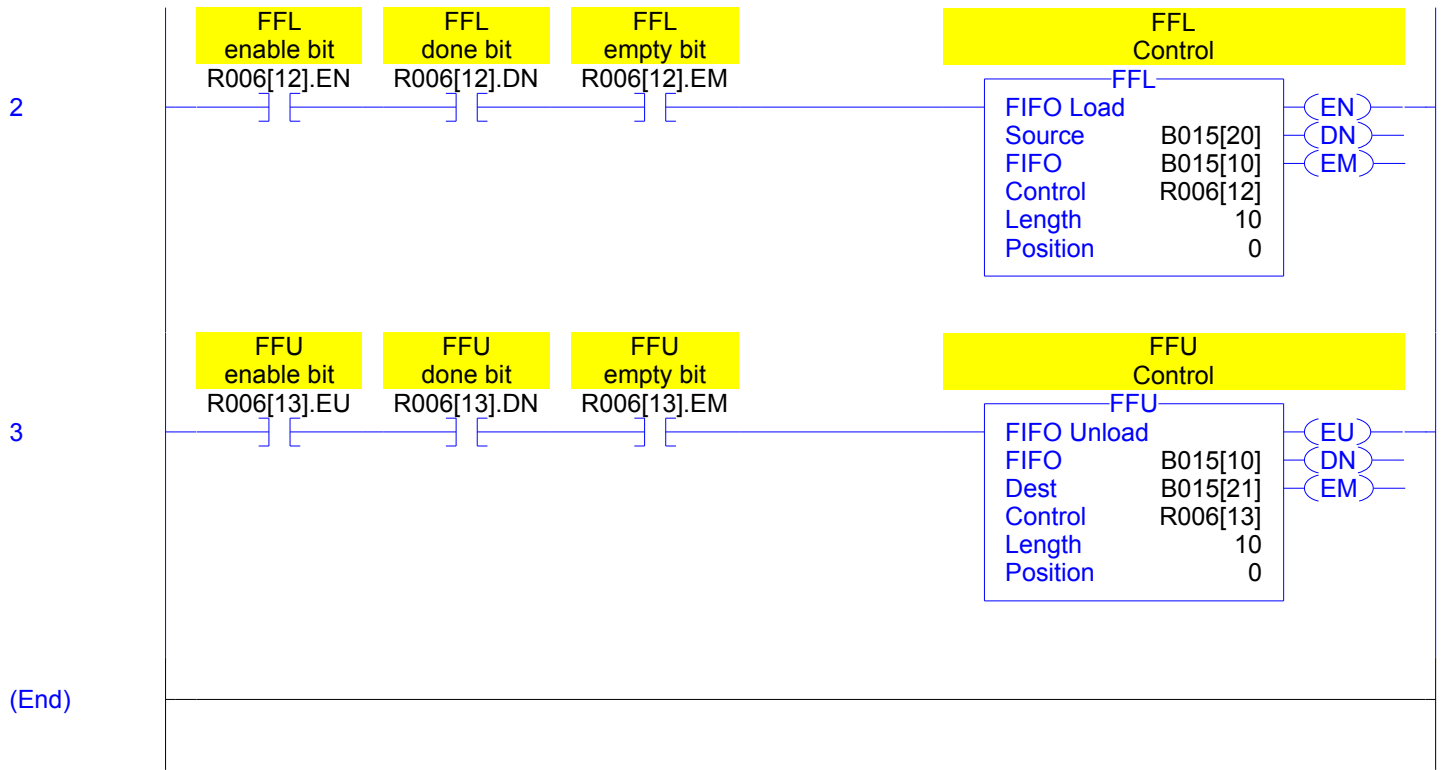 FFL
enable bit
R006[12].EN
FFL
done bit
R006[12].DN
FFL
empty bit
R006[12].EM
FFL
Control
2
FFL
FIFO Load
Source B015[20]
FIFO B015[10]
Control R006[12]
Length 10
Position 0
EN
DN
EM
FFU
enable bit
R006[13].EU
FFU
done bit
R006[13].DN
FFU
empty bit
R006[13].EM
FFU
Control
3
FFU
FIFO Unload
FIFO B015[10]
Dest B015[21]
Control R006[13]
Length 10
Position 0
EU
DN
EM
(End)